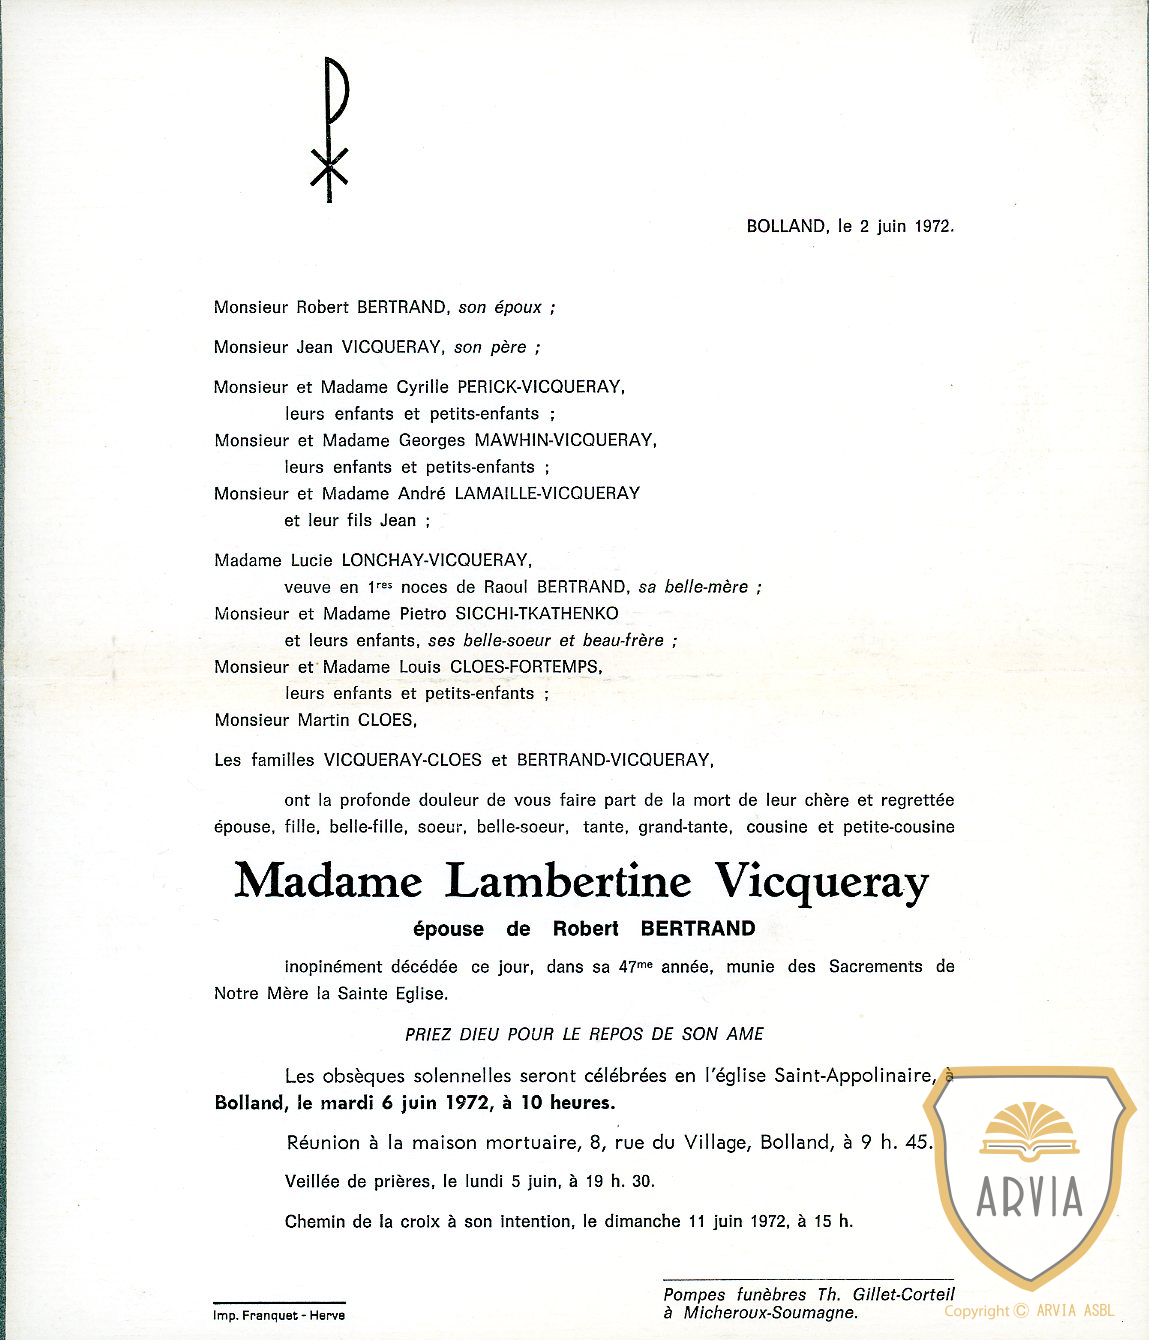 BOLLAND, le 2 juin 1972.
Monsieur Robert BERTRAND, son époux ;
Monsieur Jean VICQUERAY, son père ;
Monsieur et Madame Cyrille PERICK-VICQUERAY,
leurs enfants et petits-enfants ;
Monsieur et Madame Georges MAWHIN-VICQUERAY,
leurs enfants et petits-enfants ;
Monsieur et Madame André LAMAILLE-VICQUERAY
et leur fils Jean ;
Madame Lucie LONCHAY-VICQUERAY,
veuve en 1res noces de Raoul BERTRAND, sa belle-mère ;
Monsieur et Madame Pietro SICCHI-TKATHENKO
et leurs enfants, ses belle-soeur et beau-frère ;
Monsieur et Madame Louis CLOES-FORTEMPS,
leurs enfants et petits-enfants ;
Monsieur Martin CLOES,
Les familles VICQUERAY-CLOES et BERTRAND-VICQUERAY,
ont la profonde douleur de vous faire part de la mort de leur chère et regrettée
épouse, fille, belle-fille, soeur, belle-soeur, tante, grand-tante, cousine et petite-cousine
Madame Lambertine Vicqueray
épouse de Robert BERTRAND
inopinément décédée ce jour, dans sa 47me année, munie des Sacrements de
Notre Mère la Sainte Eglise.
PRIEZ DIEU POUR LE REPOS DE SON AME
Les obsèques solennelles seront célébrées en l'église Saint-Appolinaire, à
Bolland, le mardi 6 juin 1972, à 10 heures.
Réunion à la maison mortuaire, 8, rue du Village, Bolland, à 9 h. 45.
Veillée de prières, le lundi 5 juin, à 19 h. 30.
Chemin de la croix à son intention, le dimanche 11 juin 1972, à 15 h.
ARVIA
Pompes funèbres Th. Gillet-Corteil
à Micheroux-Soumagne.
Imp. Franquet - Herve
Copyright © ARVIA ASBL